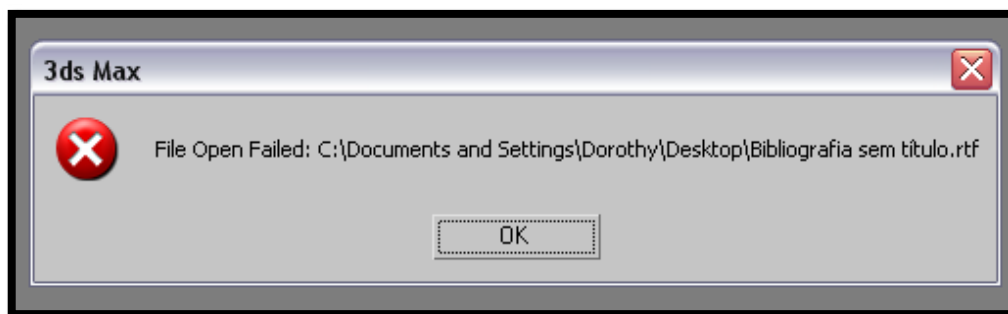 3ds Max
File Open Failed: C:\Documents and Settings\Dorothy\Desktop\Bibliografia sem título.rtf
OK